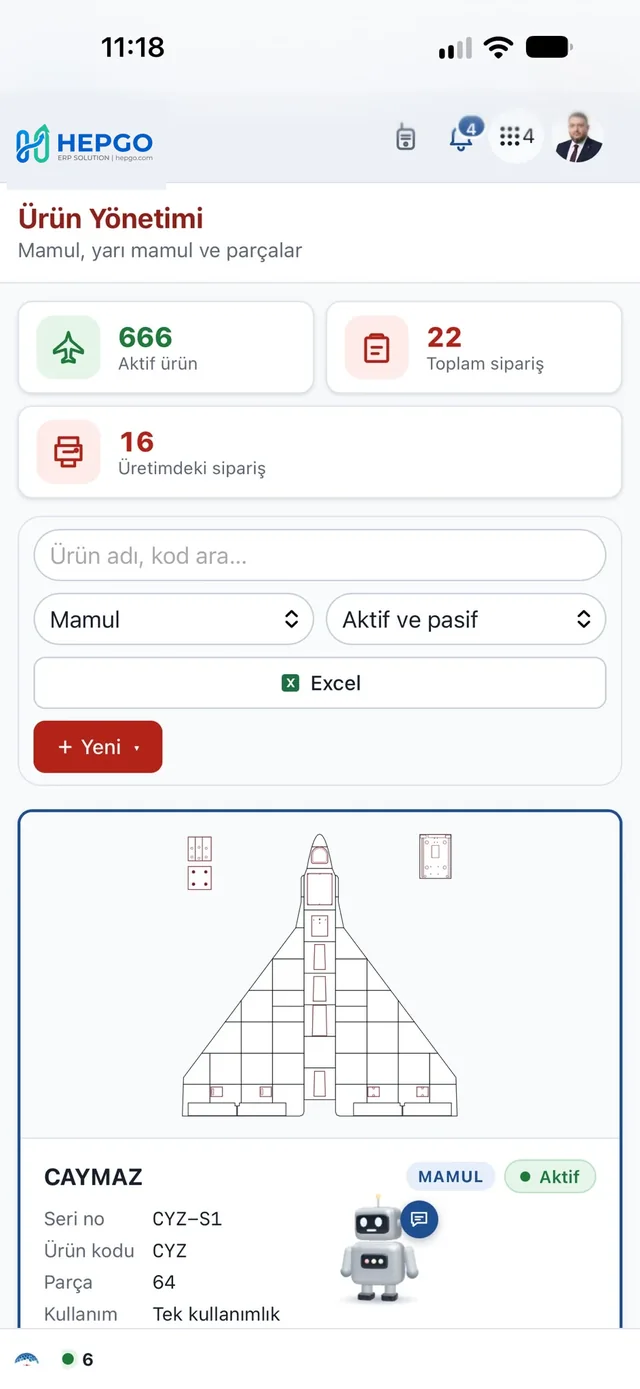 11:18
HEPGO
ERP SOLUTION | hepgo.com
4
4
Ürün Yönetimi
Mamul, yarı mamul ve parçalar
666
Aktif ürün
22
Toplam sipariş
16
Üretimdeki sipariş
Ürün adı, kod ara...
Mamul
Aktif ve pasif
X Excel
+ Yeni
CAYMAZ
MAMUL
Aktif
Seri no CYZ-S1
Ürün kodu CYZ
Parça 64
Kullanım Tek kullanımlık
6